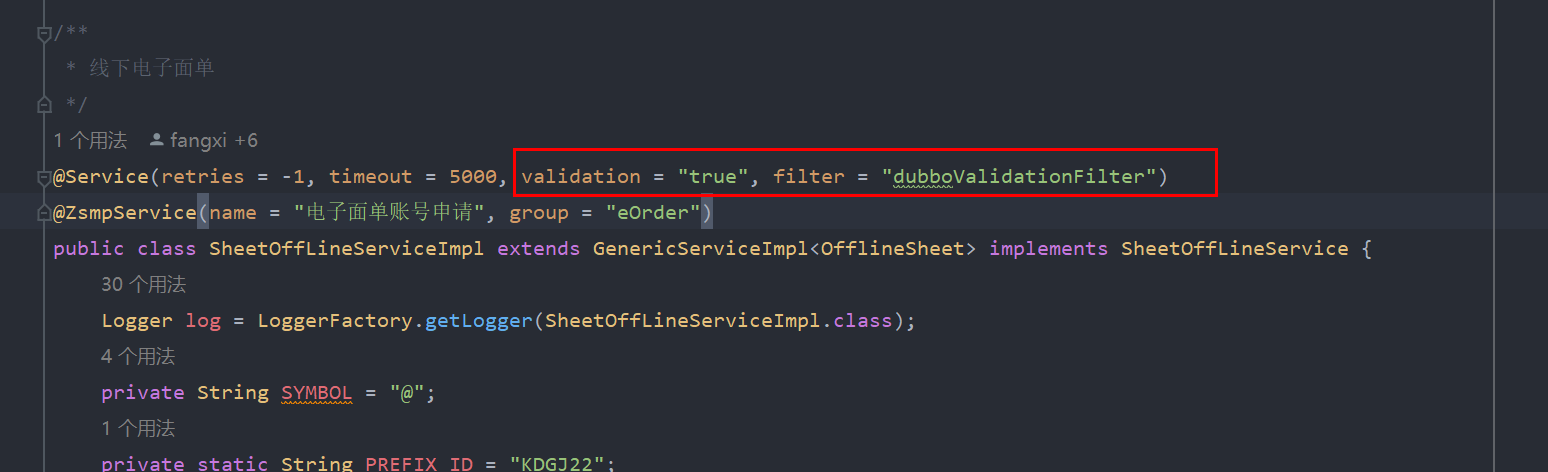 /**
* 线下电子面单
*/
1 个用法 fangxi +6
@Service(retries = -1, timeout = 5000, validation = "true", filter = "dubboValidationFilter")
@ZsmpService(name = "电子面单账号申请", group = "eOrder")
public class SheetOffLineServiceImpl extends GenericServiceImpl<OfflineSheet> implements SheetOffLineService {
30 个用法
Logger log = LoggerFactory.getLogger(SheetOffLineServiceImpl.class);
4 个用法
private String SYMBOL = "@";
1 个用法
private static String PREFIX_ID = "KDGJ22";